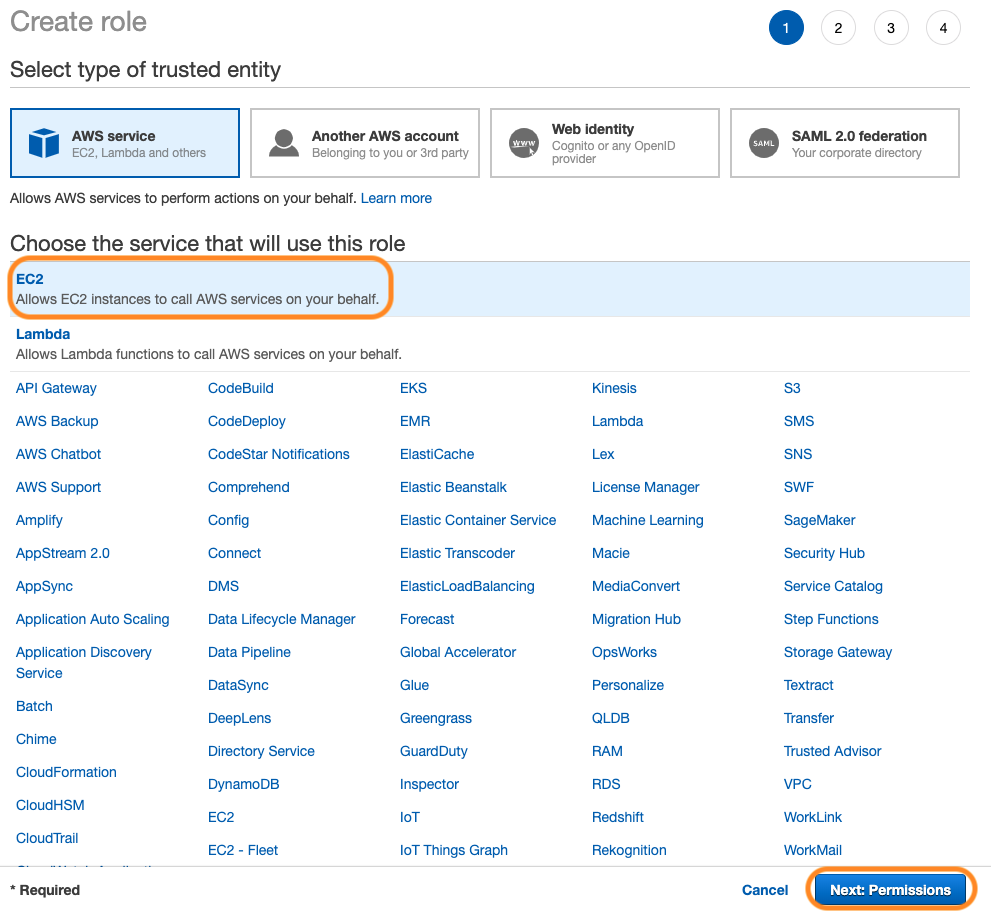 Create role
1
2
3
4
Select type of trusted entity
AWS service
EC2, Lambda and others
Another AWS account
Belonging to you or 3rd party
www
Web identity
Cognito or any OpenID
provider
SAML
SAML 2.0 federation
Your corporate directory
Allows AWS services to perform actions on your behalf. Learn more
Choose the service that will use this role
EC2
Allows EC2 instances to call AWS services on your behalf.
Lambda
Allows Lambda functions to call AWS services on your behalf.
API Gateway
AWS Backup
AWS Chatbot
AWS Support
Amplify
AppStream 2.0
AppSync
Application Auto Scaling
Application Discovery
Service
Batch
Chime
CloudFormation
CloudHSM
CloudTrail
CodeBuild
CodeDeploy
CodeStar Notifications
Comprehend
Config
Connect
DMS
Data Lifecycle Manager
Data Pipeline
DataSync
DeepLens
Directory Service
DynamoDB
EC2
EC2 - Fleet
EKS
EMR
ElastiCache
Elastic Beanstalk
Elastic Container Service
Elastic Transcoder
ElasticLoadBalancing
Forecast
Global Accelerator
Glue
Greengrass
GuardDuty
Inspector
IoT
IoT Things Graph
Kinesis
Lambda
Lex
License Manager
Machine Learning
Macie
MediaConvert
Migration Hub
OpsWorks
Personalize
QLDB
RAM
RDS
Redshift
Rekognition
S3
SMS
SNS
SWF
SageMaker
Security Hub
Service Catalog
Step Functions
Storage Gateway
Textract
Transfer
Trusted Advisor
VPC
WorkLink
WorkMail
* Required
Cancel
Next: Permissions